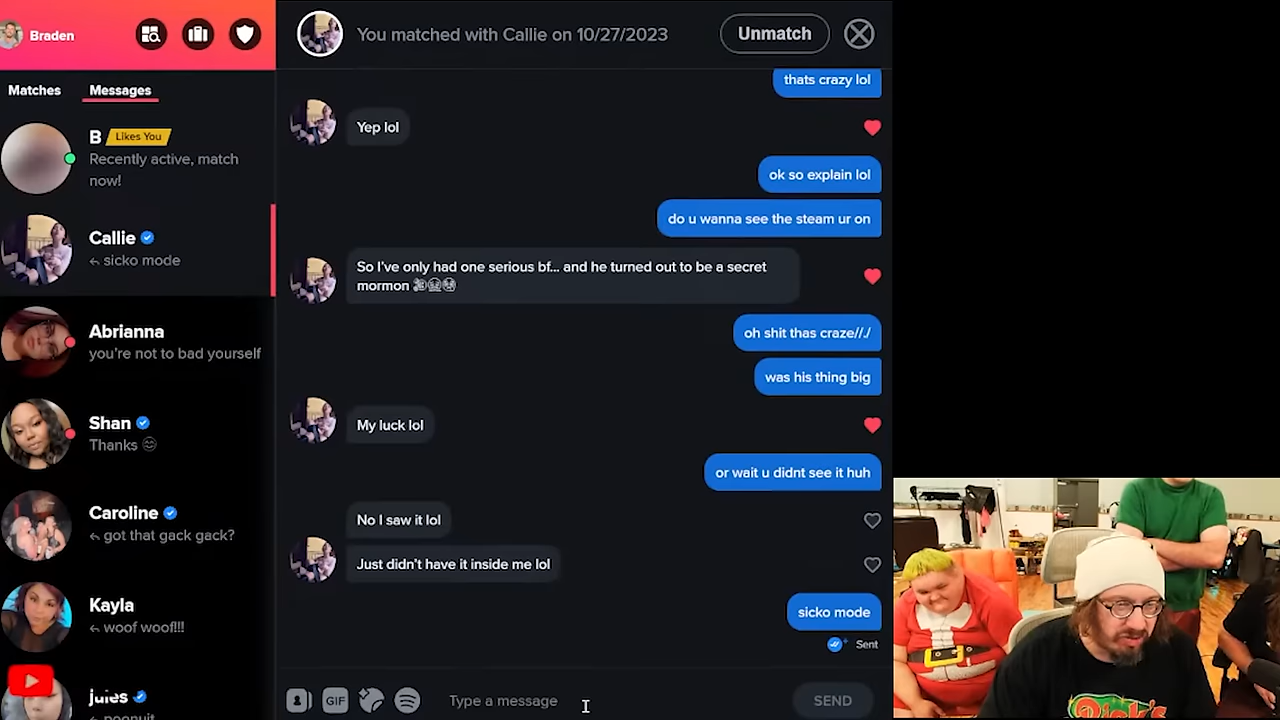 Braden
Matches
Messages
B
Likes You
Recently active, match
now!
Callie
sicko mode
Abrianna
you're not to bad yourself
Shan
Thanks 😊
Caroline
got that gack gack?
Kayla
woof woof!!!
jules
You matched with Callie on 10/27/2023
Unmatch
thats crazy lol
Yep lol
ok so explain lol
do u wanna see the steam ur on
So I've only had one serious bf... and he turned out to be a secret
mormon
oh shit thas craze//./
was his thing big
My luck lol
or wait u didnt see it huh
No I saw it lol
Just didn't have it inside me lol
sicko mode
Sent
GIF
Type a message
SEND